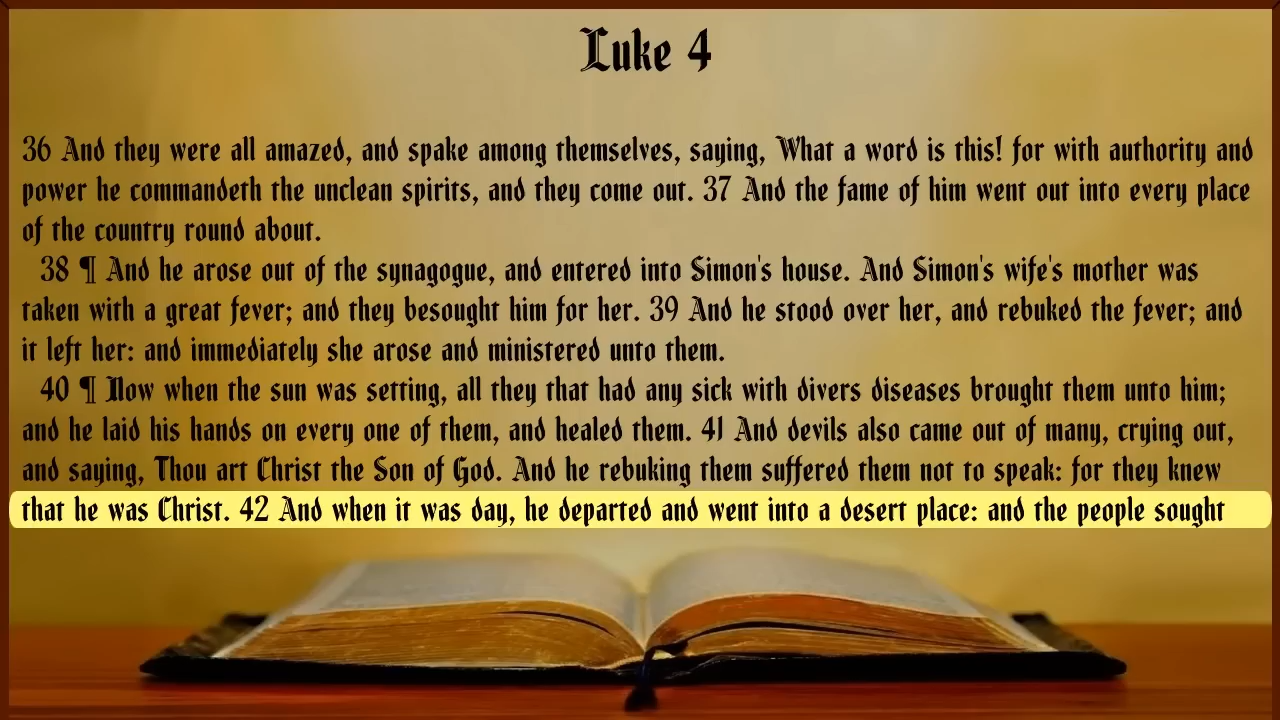 Luke 4
36 And they were all amazed, and spake among themselves, saying, What a word is this! for with authority and
power he commandeth the unclean spirits, and they come out. 37 And the fame of him went out into every place
of the country round about.
38 ¶ And he arose out of the synagogue, and entered into Simon's house. And Simon's wife's mother was
taken with a great fever; and they besought him for her. 39 And he stood over her, and rebuked the fever; and
it left her: and immediately she arose and ministered unto them.
40 ¶ Now when the sun was setting, all they that had any sick with divers diseases brought them unto him;
and he laid his hands on every one of them, and healed them. 41 And devils also came out of many, crying out,
and saying, Thou art Christ the Son of God. And he rebuking them suffered them not to speak: for they knew
that he was Christ. 42 And when it was day, he departed and went into a desert place: and the people sought